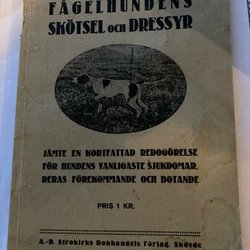 FÅGELHUNDENS
SKÖTSEL och DRESSYR
JÄMTE EN KORTFATTAD REDOGÖRELSE
FÖR HUNDENS VANLIGASTE SJUKDOMAR,
DERAS FÖREKOMMANDE OCH BOTANDE
PRIS 1 KR.
A.-B. Sirokirks Bokhandels Förlag, Skövde